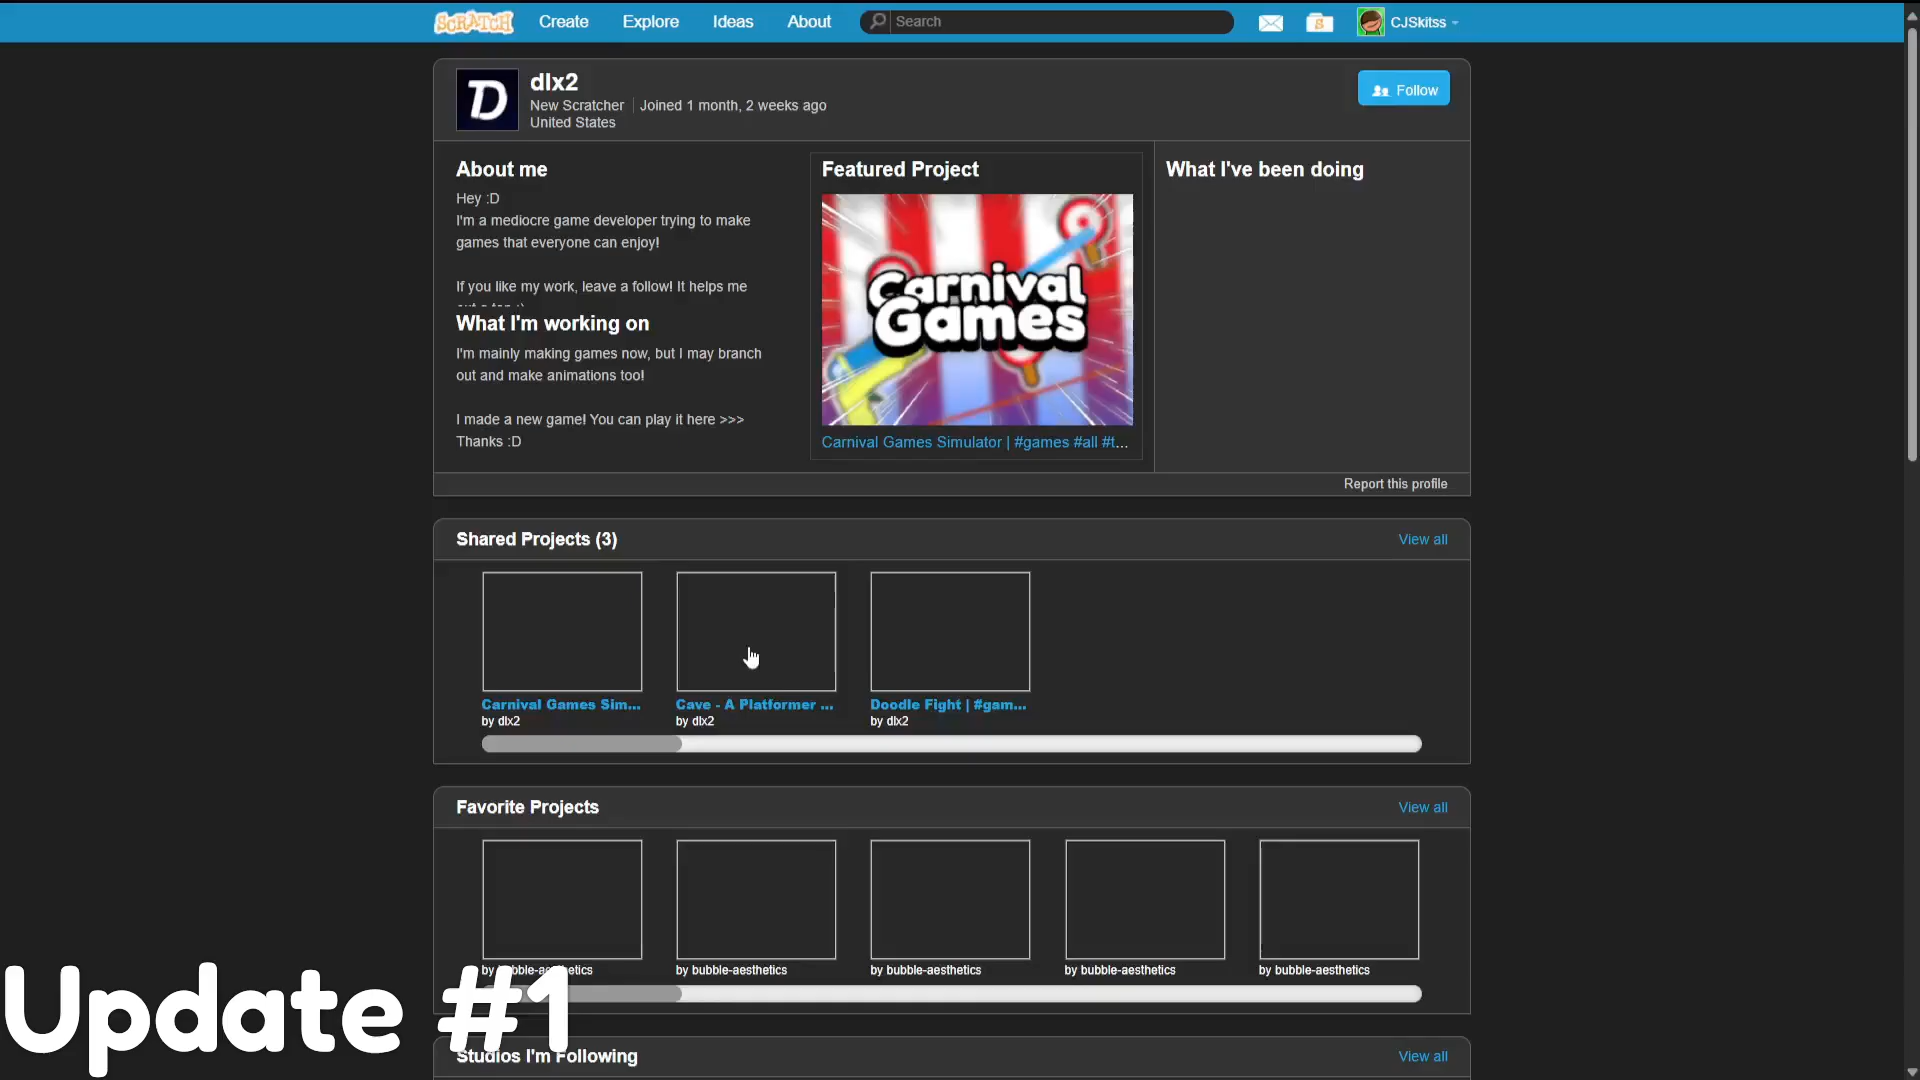 SCRATCH Create Explore Ideas About Search CJSkitss
D
dlx2
New Scratcher Joined 1 month, 2 weeks ago
United States
Follow
About me
Hey :D
I'm a mediocre game developer trying to make
games that everyone can enjoy!
If you like my work, leave a follow! It helps me
What I'm working on
I'm mainly making games now, but I may branch
out and make animations too!
I made a new game! You can play it here >>>
Thanks :D
Featured Project
Carnival
Games
Carnival Games Simulator | #games #all #t...
What I've been doing
Report this profile
Shared Projects (3) View all
Carnival Games Sim...
by dlx2
Cave - A Platformer ...
by dlx2
Doodle Fight | #gam...
by dlx2
Favorite Projects View all
by bubble-aesthetics
by bubble-aesthetics
by bubble-aesthetics
by bubble-aesthetics
by bubble-aesthetics
Update #1
Studios I'm Following View all